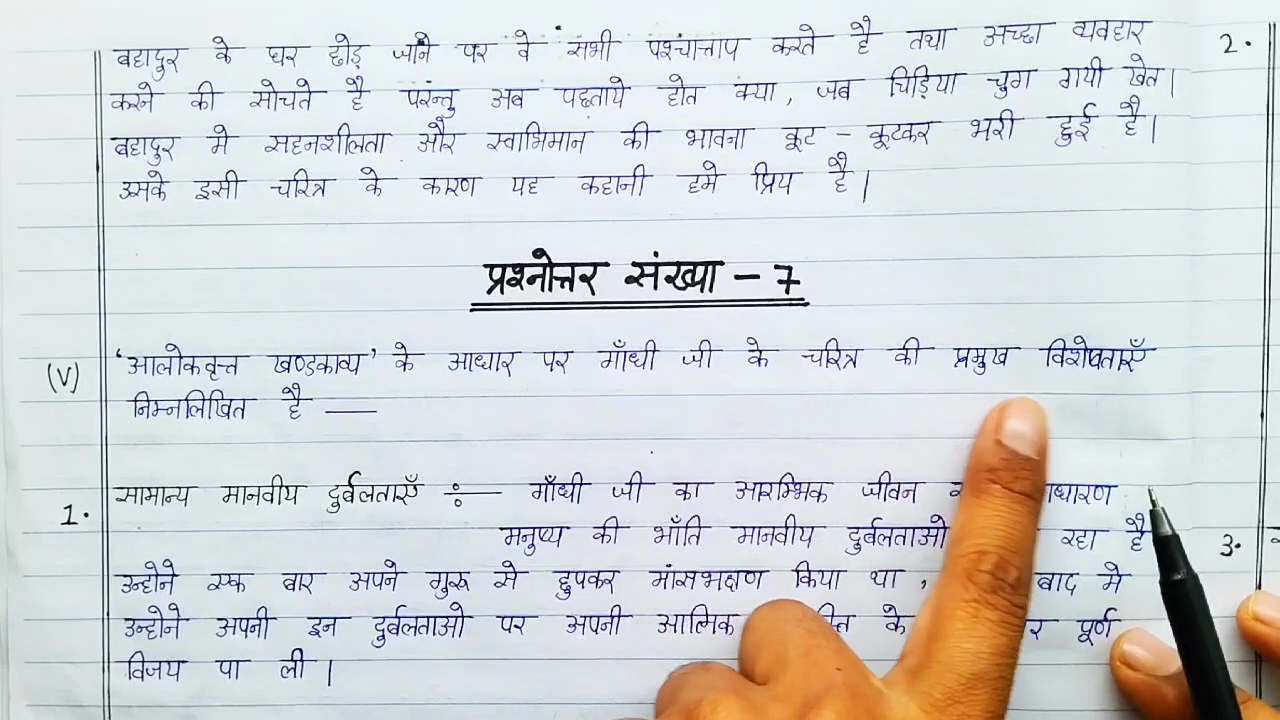 बहादुर के घर छोड़ जाने पर वे सभी पश्चात्ताप करते है तथा अच्छा व्यवहार
करने की सोचते है परन्तु अब पछताये होत क्या, जब चिड़िया चुग गयी खेत।
बहादुर मे सहनशीलता और स्वाभिमान की भावना कूट - कूटकर भरी हुई है।
उसके इसी चरित्र के कारण यह कहानी हमे प्रिय है।
प्रश्नोत्तर संख्या - 7
(V) 'आलोकवृत्त खण्डकाव्य' के आधार पर गाँधी जी के चरित्र की प्रमुख विशेषताएँ
निम्नलिखित है —
1. सामान्य मानवीय दुर्बलताएँ ÷— गाँधी जी का आरम्भिक जीवन
मनुष्य की भाँति मानवीय दुर्बलताओ रहा है
उन्होने एक बार अपने गुरू से छुपकर मांसभक्षण किया था, बाद मे
उन्होने अपनी इन दुर्बलताओ पर अपनी आत्मिक के पूर्ण
विजय पा ली।
2.
3.